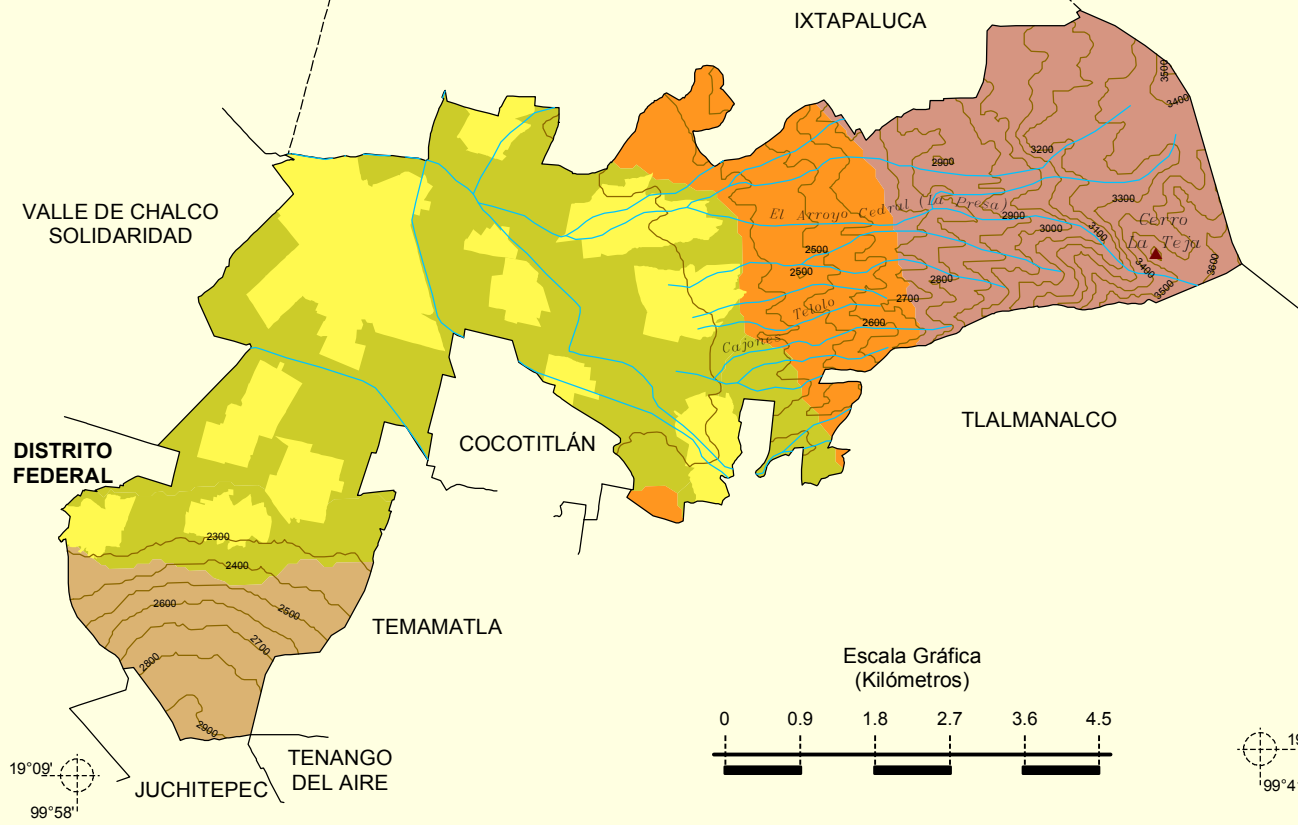 IXTAPALUCA
3500
3400
3200
2900
3300
VALLE DE CHALCO
SOLIDARIDAD
El Arroyo Cedral (La Presa)
2900
3000
3100
Cerro
La Teja
2500
2500
2800
3400
3600
3500
2700
Telolo
2600
Cajones
TLALMANALCO
COCOTITLÁN
DISTRITO
FEDERAL
2300
2400
2600
2500
TEMAMATLA
2700
2800
2900
Escala Gráfica
(Kilómetros)
0 0.9 1.8 2.7 3.6 4.5
TENANGO
DEL AIRE
JUCHITEPEC
19°09'
99°58'
19
99°4